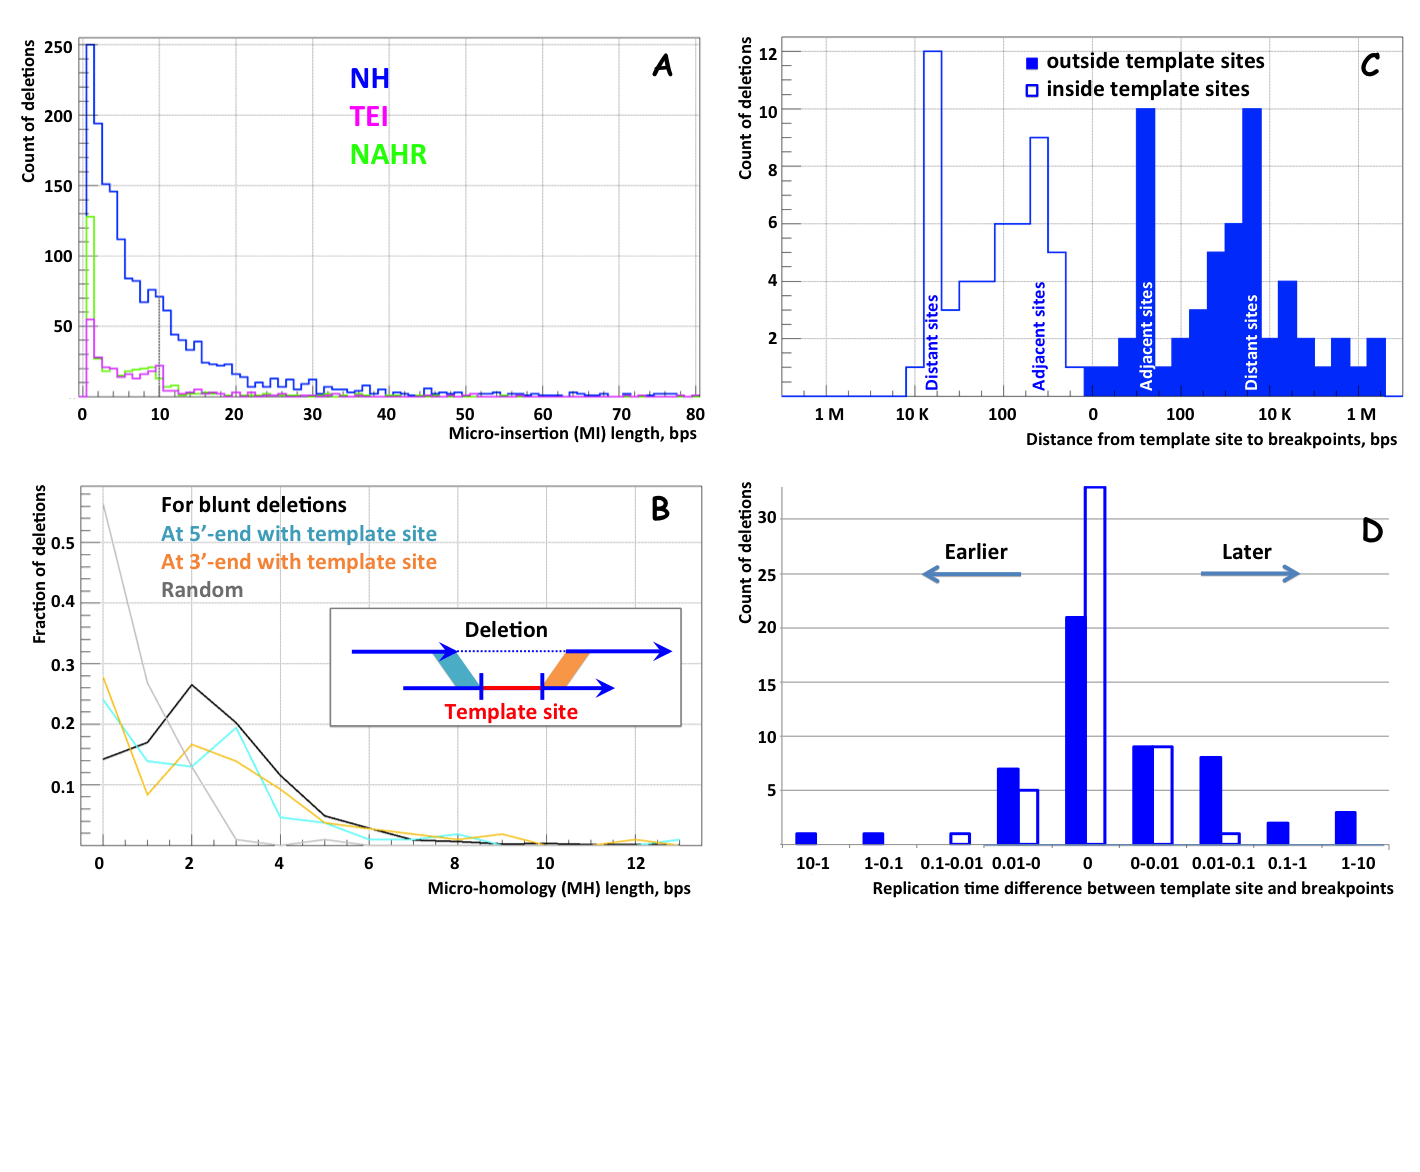 A
Count of deletions
250
200
150
100
50
NH
TEI
NAHR
0 10 20 30 40 50 60 70 80
Micro-insertion (MI) length, bps
C
Count of deletions
12
10
8
6
4
2
outside template sites
inside template sites
Distant sites
Adjacent sites
Adjacent sites
Distant sites
1 M 10 K 100 0 100 10 K 1 M
Distance from template site to breakpoints, bps
B
Fraction of deletions
0.5
0.4
0.3
0.2
0.1
For blunt deletions
At 5’-end with template site
At 3’-end with template site
Random
Deletion
Template site
0 2 4 6 8 10 12
Micro-homology (MH) length, bps
D
Count of deletions
30
25
20
15
10
5
Earlier
Later
10-1 1-0.1 0.1-001 0.01-0 0 0-001 0.01-0.1 0.1-1 1-10
Replication time difference between template site and breakpoints